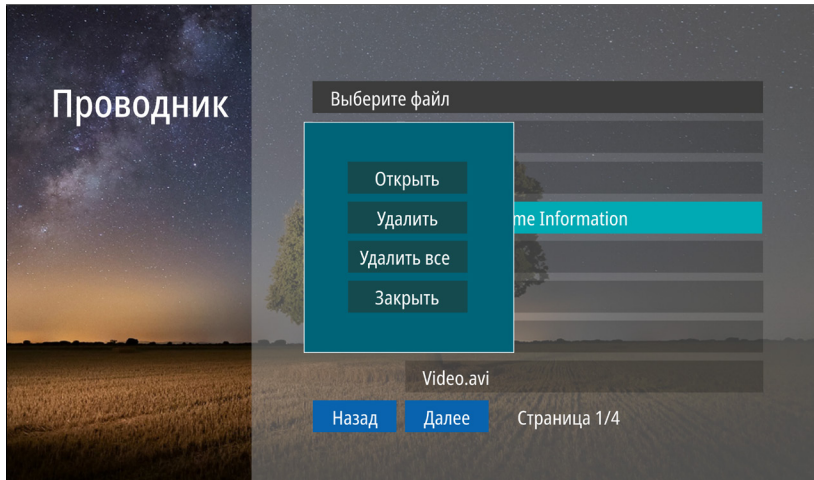 Проводник
Выберите файл
Открыть
Удалить
me Information
Удалить все
Закрыть
Video.avi
Назад
Далее
Страница 1/4